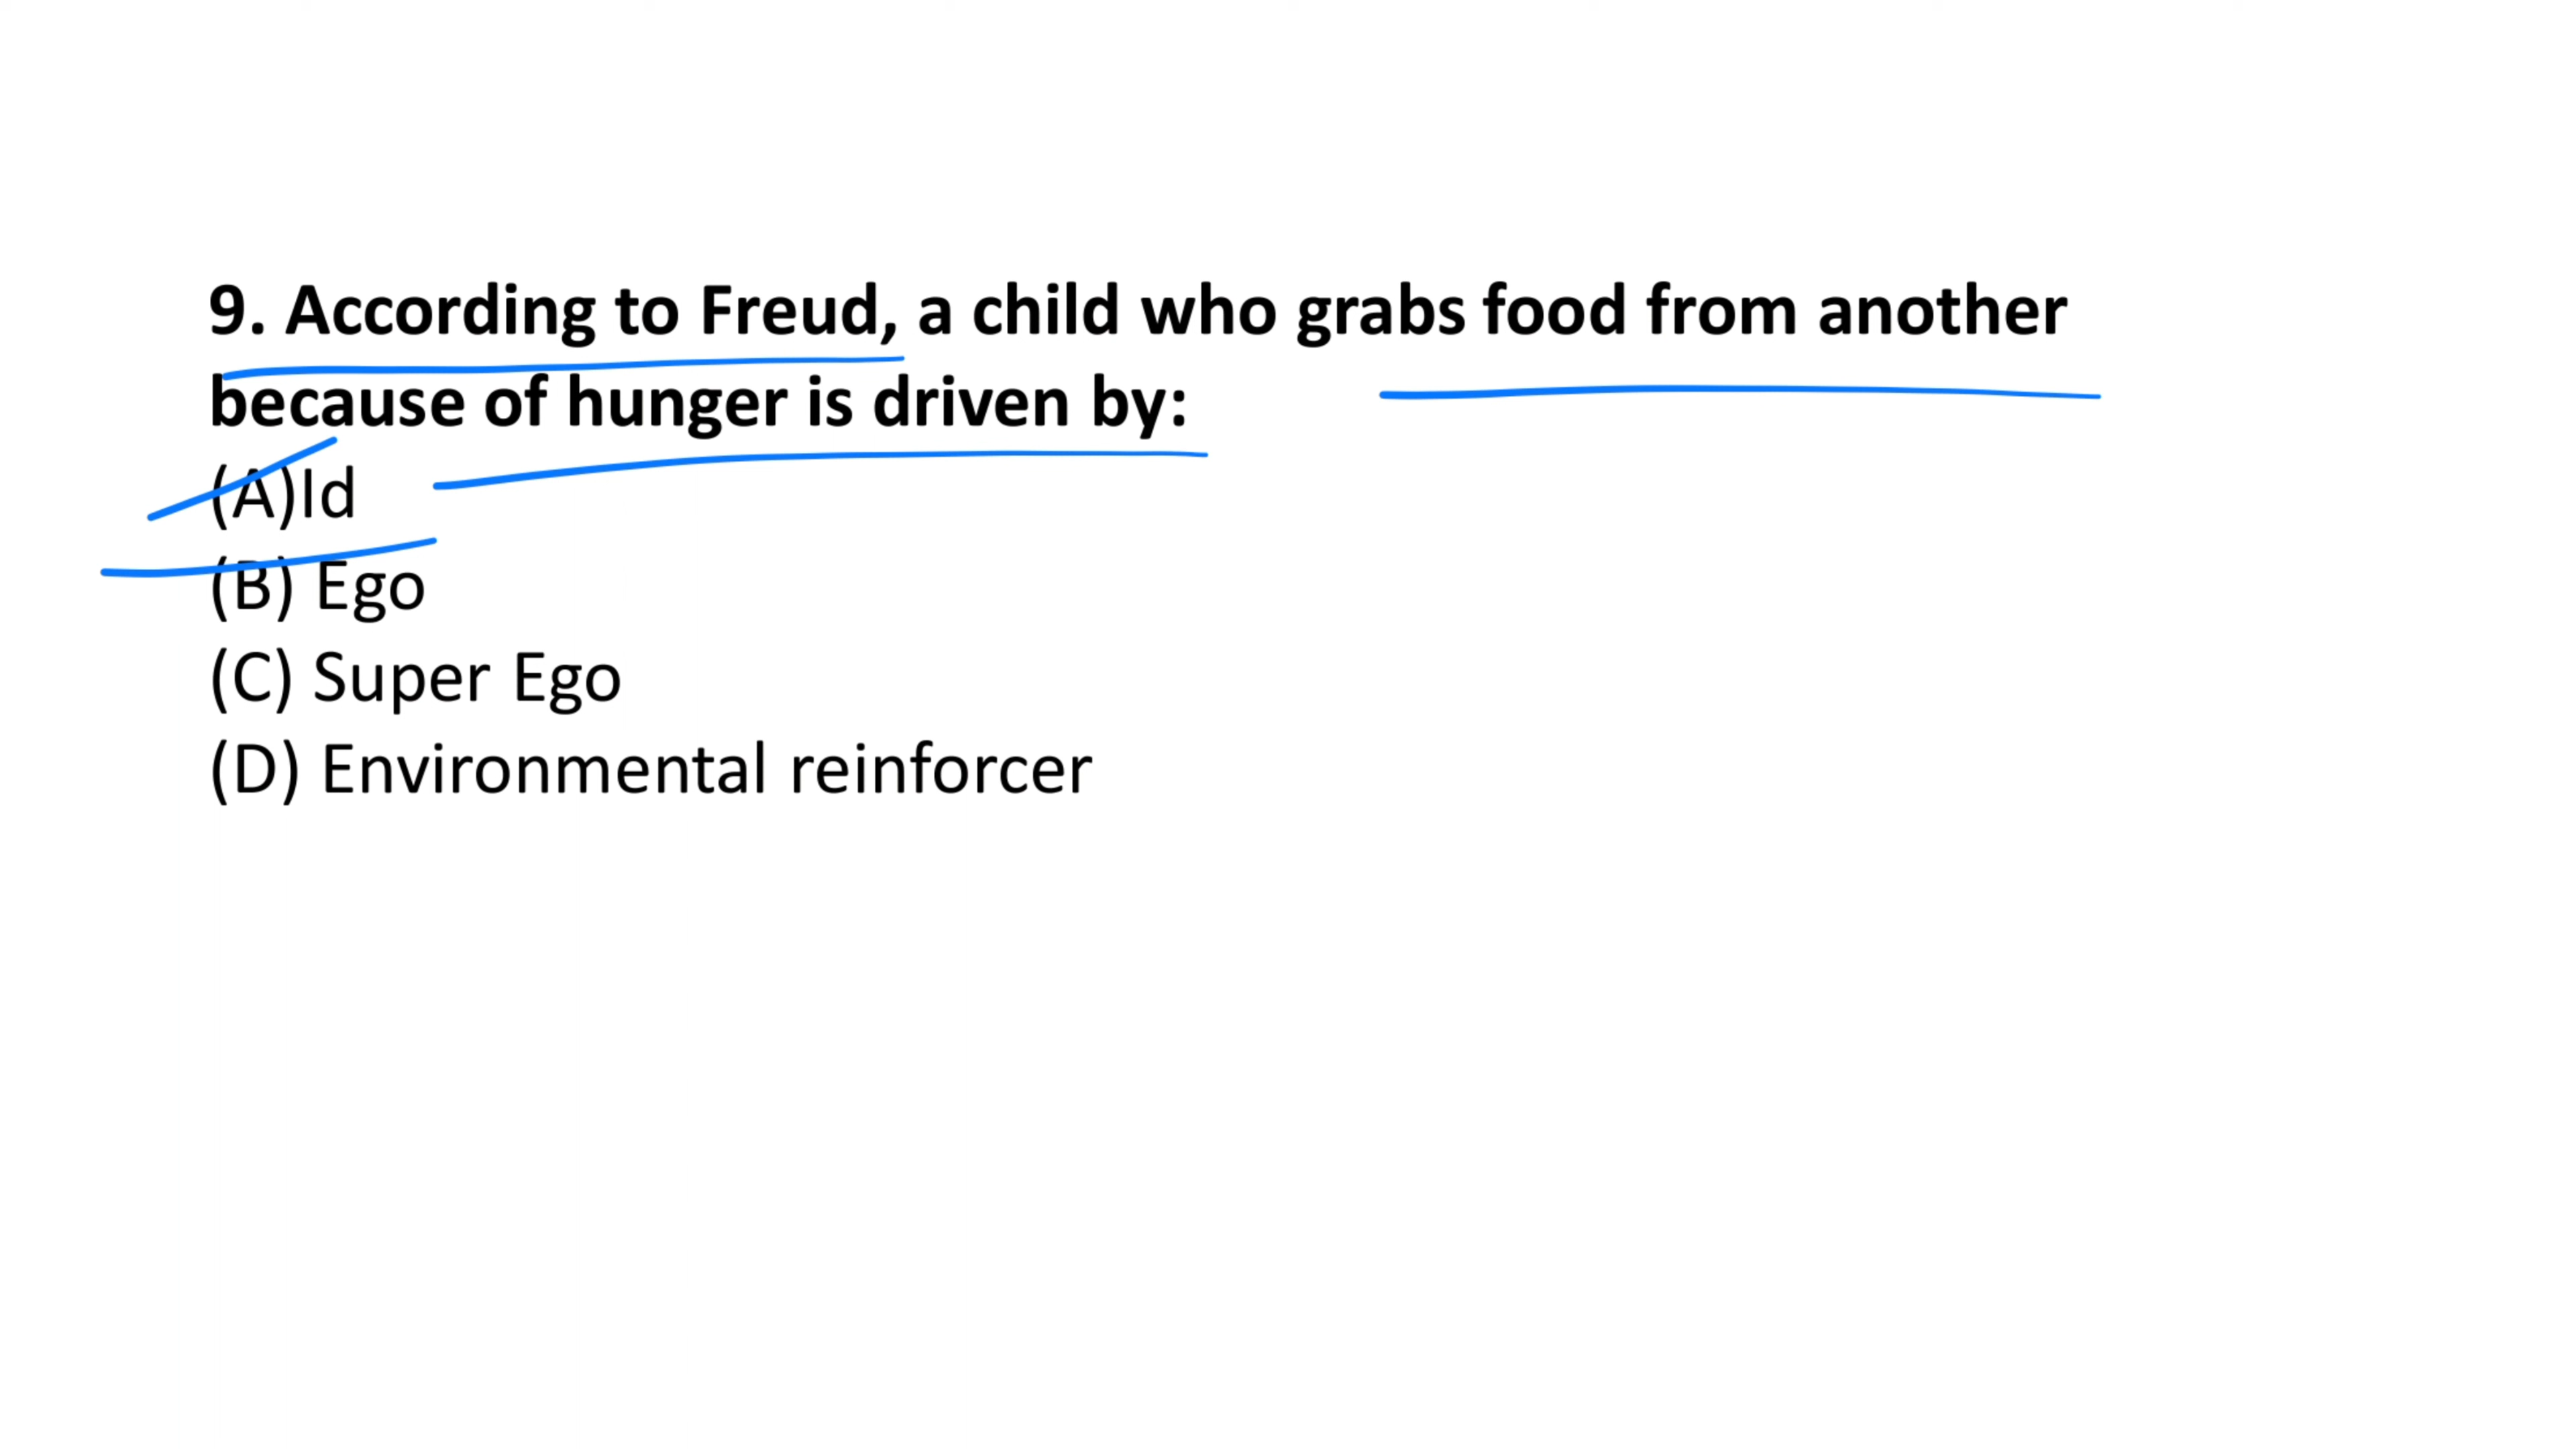 9. According to Freud, a child who grabs food from another
because of hunger is driven by:
(A)Id
(B) Ego
(C) Super Ego
(D) Environmental reinforcer